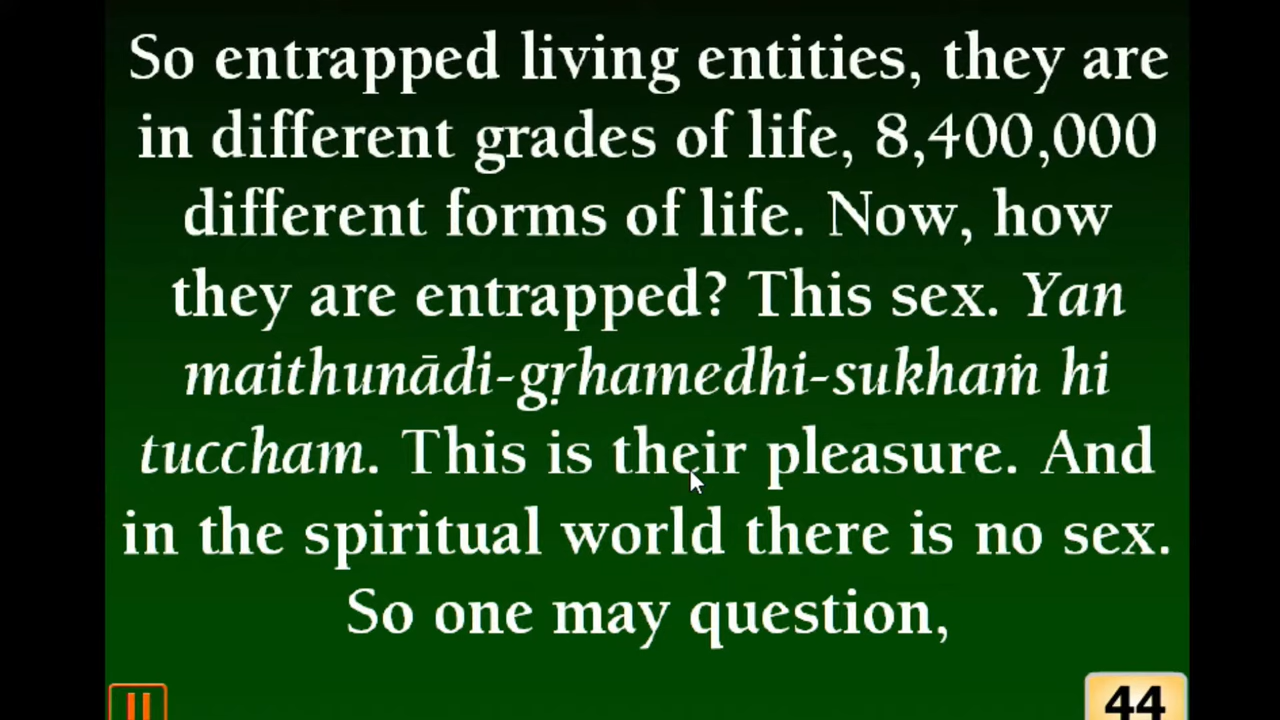 So entrapped living entities, they are
in different grades of life, 8,400,000
different forms of life. Now, how
they are entrapped? This sex. Yan
maithunādi-gṛhamedhi-sukhaṁ hi
tuccham. This is their pleasure. And
in the spiritual world there is no sex.
So one may question,
44